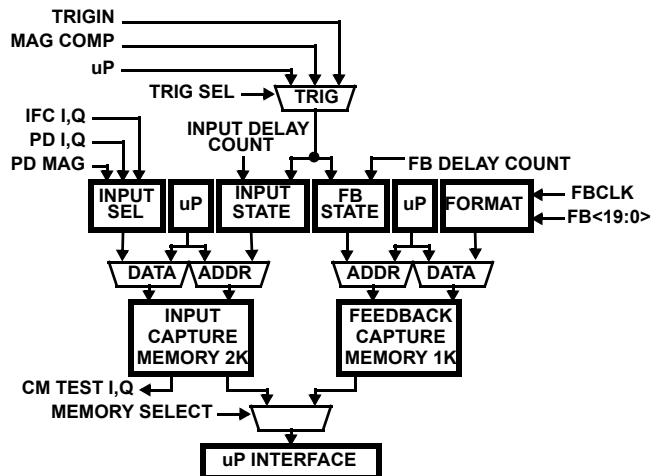 TRIGIN
MAG COMP
uP
TRIG SEL
TRIG
IFC I,Q
PD I,Q
PD MAG
INPUT DELAY
COUNT
FB DELAY COUNT
INPUT
SEL
uP
INPUT
STATE
FB
STATE
uP
FORMAT
FBCLK
FB<19:0>
DATA
ADDR
ADDR
DATA
INPUT
CAPTURE
MEMORY 2K
FEEDBACK
CAPTURE
MEMORY 1K
CM TEST I,Q
MEMORY SELECT
uP INTERFACE